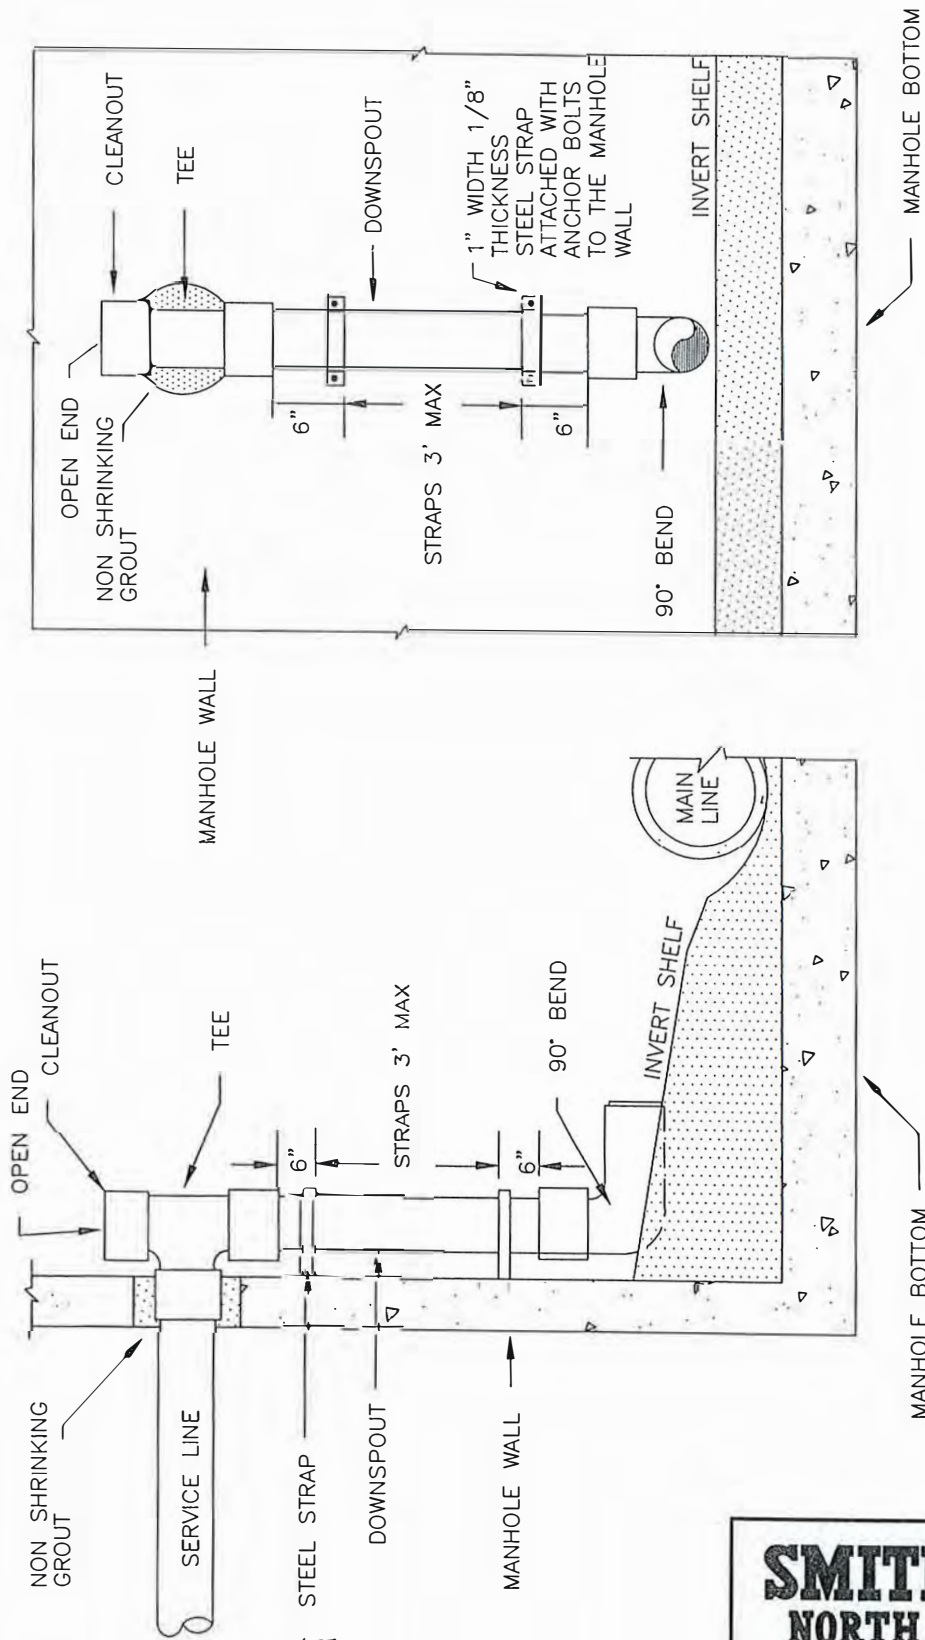 OPEN END
CLEANOUT
NON SHRINKING
GROUT
TEE
SERVICE LINE
6"
STEEL STRAP
STRAPS 3' MAX
DOWNSPOUT
6"
90° BEND
MANHOLE WALL
INVERT SHELF
MAIN
LINE
MANHOLE BOTTOM
OPEN END
CLEANOUT
NON SHRINKING
GROUT
TEE
MANHOLE WALL
6"
DOWNSPOUT
STRAPS 3' MAX
1" WIDTH 1/8"
THICKNESS
STEEL STRAP
ATTACHED WITH
ANCHOR BOLTS
TO THE MANHOLE
WALL
6"
90° BEND
INVERT SHELF
MANHOLE BOTTOM
NORTH